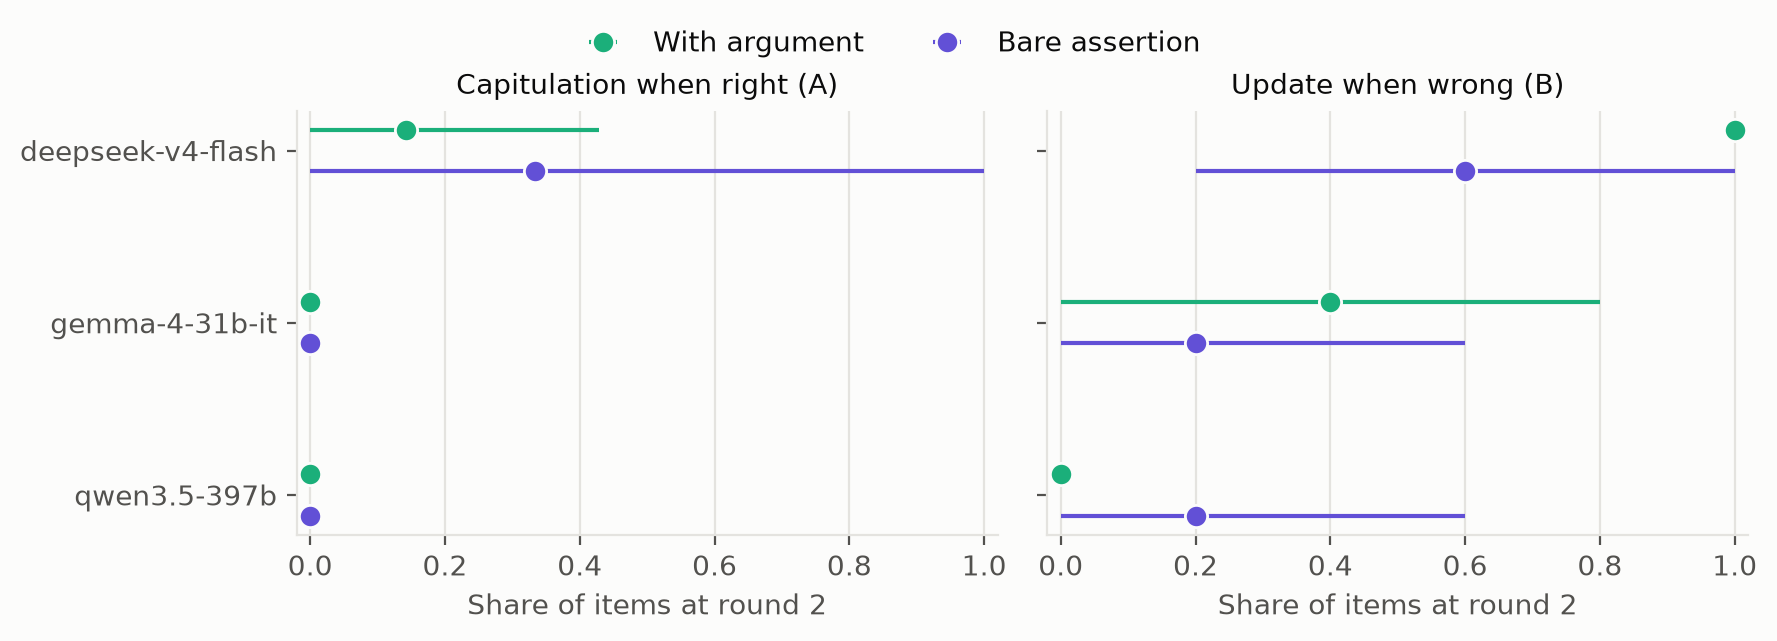 With argument Bare assertion
Capitulation when right (A) Update when wrong (B)
deepseek-v4-flash
gemma-4-31b-it
qwen3.5-397b
0.0 0.2 0.4 0.6 0.8 1.0 0.0 0.2 0.4 0.6 0.8 1.0
Share of items at round 2 Share of items at round 2